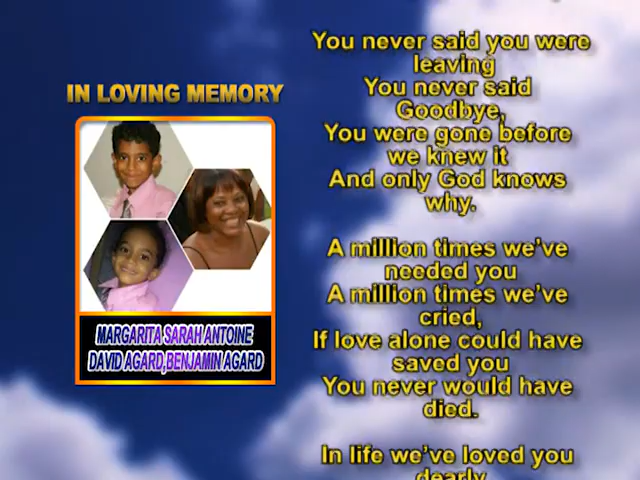 IN LOVING MEMORY
MARGARITA SARAH ANTOINE
DAVID AGARD,BENJAMIN AGARD
You never said you were
leaving
You never said
Goodbye,
You were gone before
we knew it
And only God knows
why.
A million times we've
needed you
A million times we've
cried,
If love alone could have
saved you
You never would have
died.
In life we've loved you
dearly